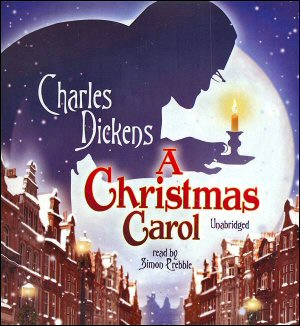 Charles
Dickens
A
Christmas
Carol
Unabridged
read by
Simon Prebble